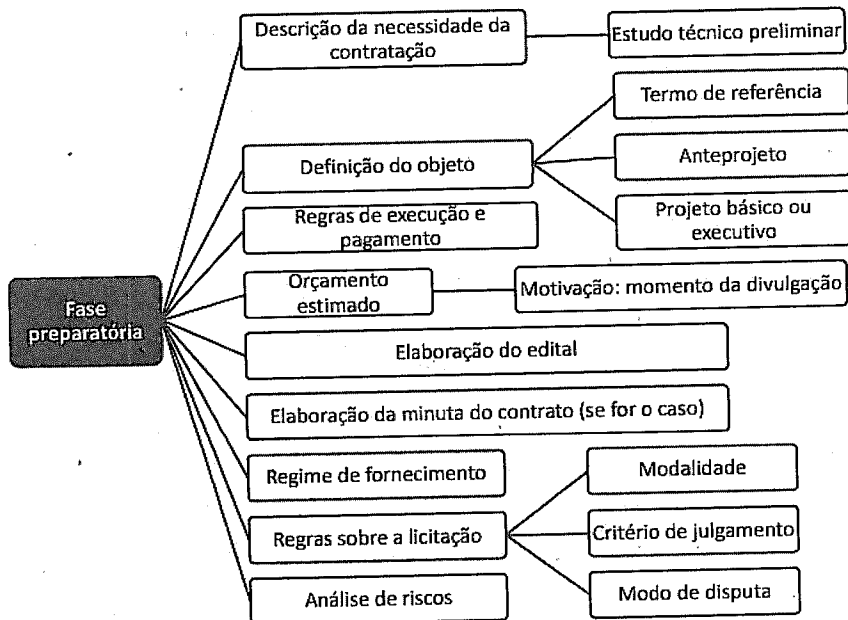 Descrição da necessidade da
contratação
Estudo técnico preliminar
Termo de referência
Definição do objeto
Anteprojeto
Projeto básico ou
executivo
Regras de execução e
pagamento
Fase
preparatória
Orçamento
estimado
Motivação: momento da divulgação
Elaboração do edital
Elaboração da minuta do contrato (se for o caso)
Regime de fornecimento
Modalidade
Regras sobre a licitação
Critério de julgamento
Análise de riscos
Modo de disputa